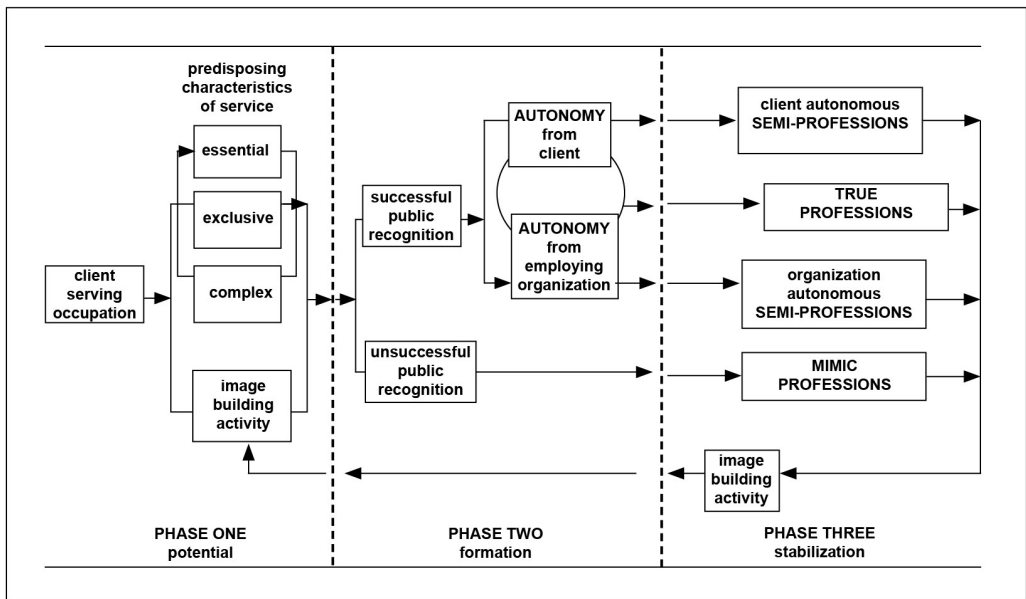 predisposing
characteristics
of service
essential
exclusive
complex
client
serving
occupation
image
building
activity
PHASE ONE
potential
successful
public
recognition
unsuccessful
public
recognition
AUTONOMY
from
client
AUTONOMY
from
employing
organization
PHASE TWO
formation
client autonomous
SEMI-PROFESSIONS
TRUE
PROFESSIONS
organization
autonomous
SEMI-PROFESSIONS
MIMIC
PROFESSIONS
image
building
activity
PHASE THREE
stabilization